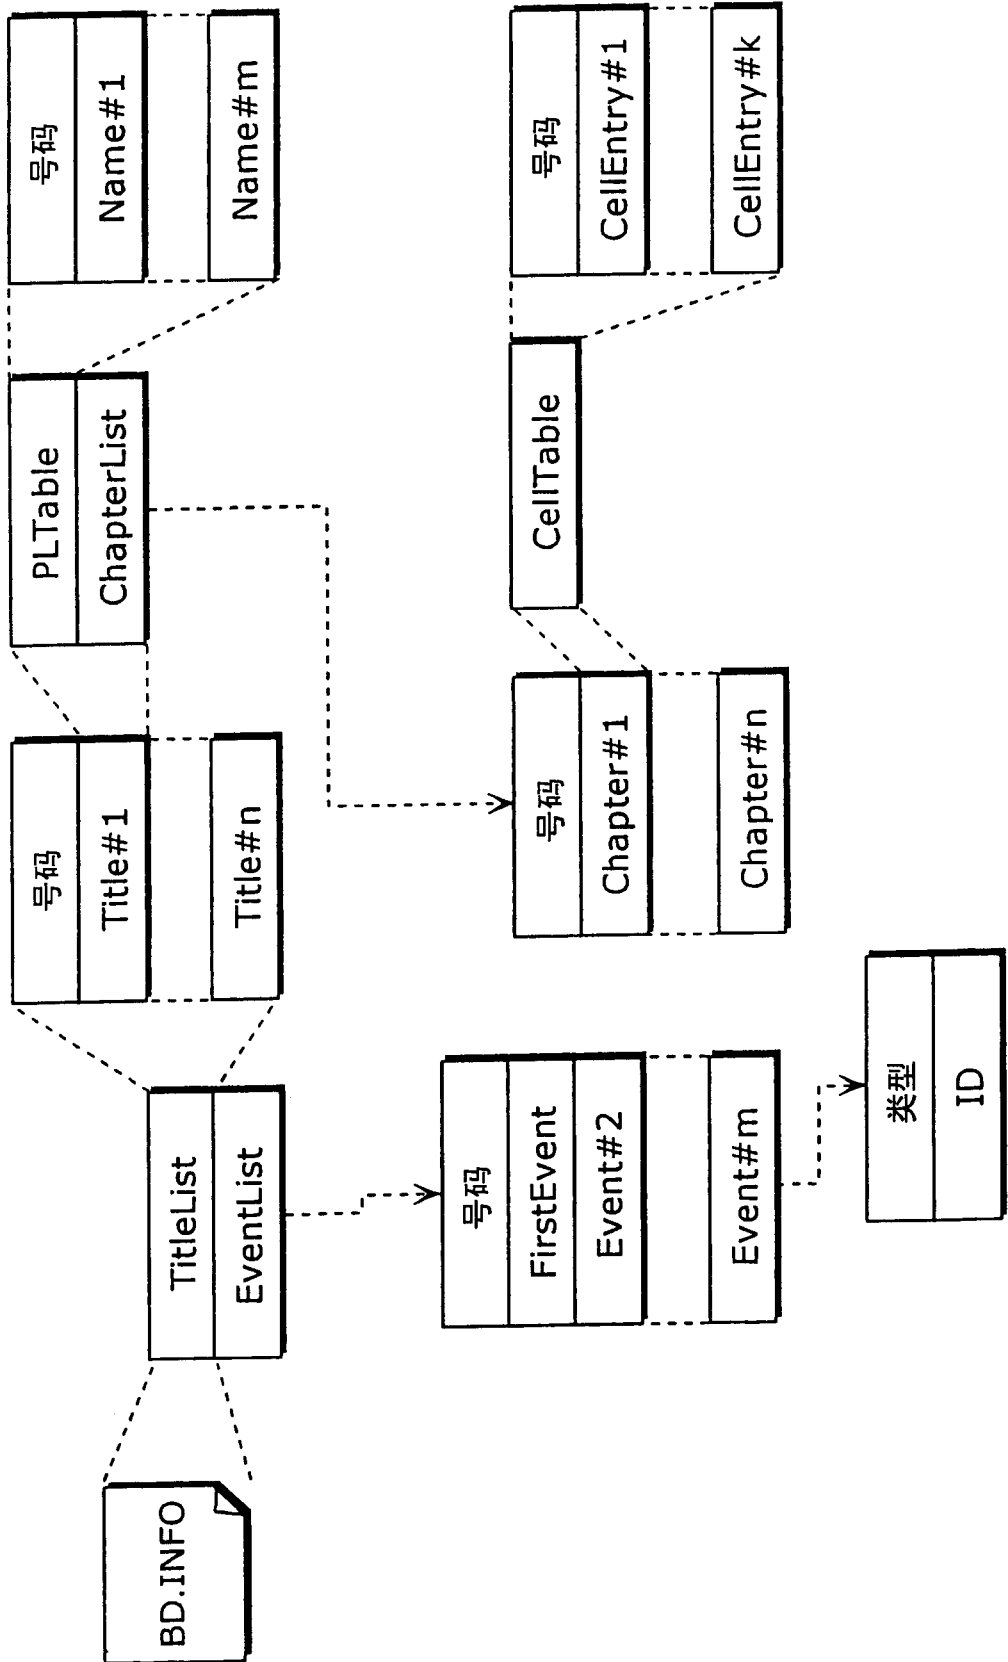 BD.INFO
TitleList
EventList
号码
Title#1
Title#n
PLTable
ChapterList
号码
Name#1
Name#m
号码
FirstEvent
Event#2
Event#m
类型
ID
号码
Chapter#1
Chapter#n
CellTable
号码
CellEntry#1
CellEntry#k